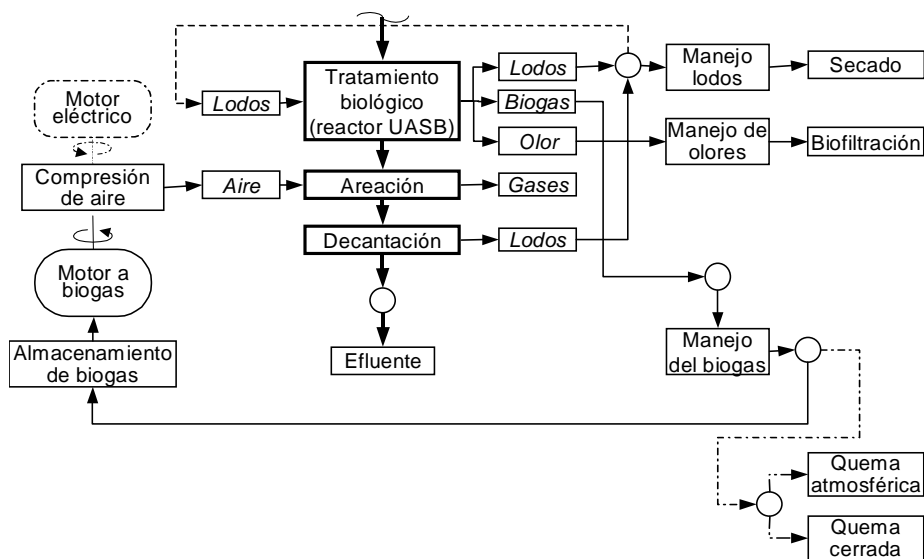 Tratamiento
biológico
(reactor UASB)
Lodos
Lodos
Biogas
Olor
Manejo
lodos
Secado
Manejo de
olores
Biofiltración
Motor
eléctrico
Compresión
de aire
Aire
Areación
Gases
Decantación
Lodos
Motor a
biogas
Almacenamiento
de biogas
Efluente
Manejo
del biogas
Quema
atmosférica
Quema
cerrada